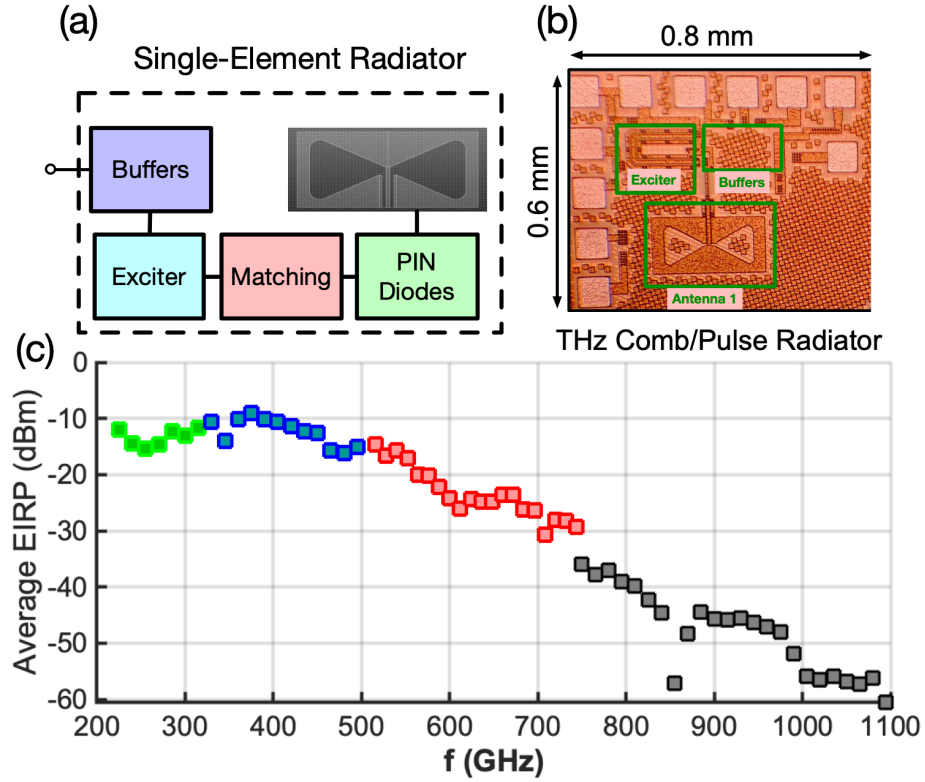 (a)
Single-Element Radiator
Buffers
Exciter
Matching
PIN
Diodes
(b)
0.8 mm
0.6 mm
Exciter
Buffers
Antenna 1
THz Comb/Pulse Radiator
(c)
Average EIRP (dBm)
0
-10
-20
-30
-40
-50
-60
200
300
400
500
600
700
800
900
1000
1100
f (GHz)